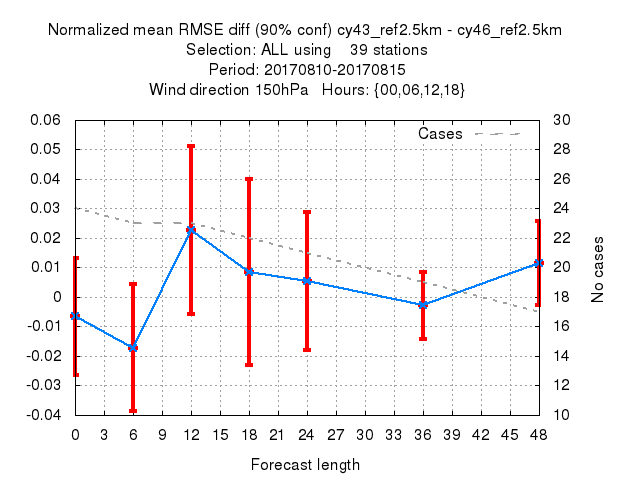 Normalized mean RMSE diff (90% conf) cy43_ref2.5km - cy46_ref2.5km
Selection: ALL using    39 stations
Period: 20170810-20170815
Wind direction 150hPa   Hours: {00,06,12,18}
Cases
0.06
0.05
0.04
0.03
0.02
0.01
0
-0.01
-0.02
-0.03
-0.04
30
28
26
24
22
20
18
16
14
12
10
No cases
0 3 6 9 12 15 18 21 24 27 30 33 36 39 42 45 48
Forecast length